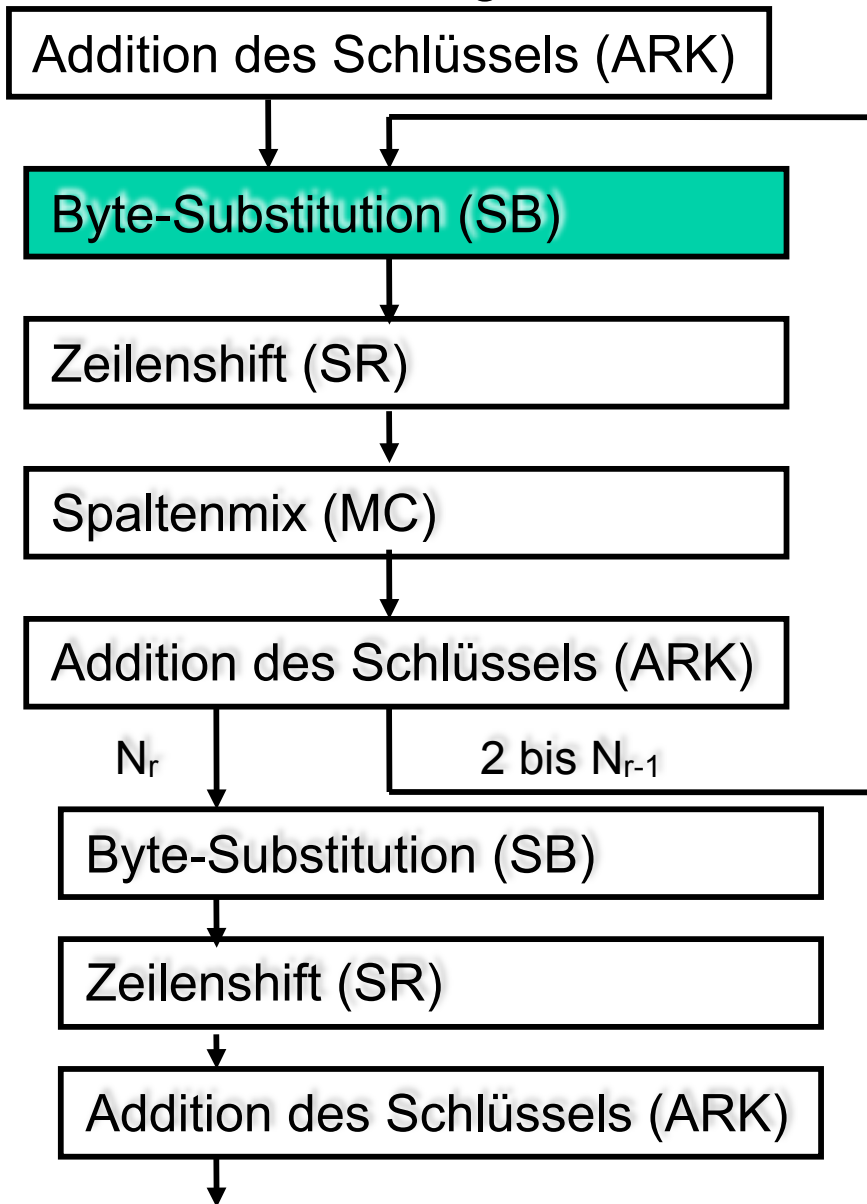 Addition des Schlüssels (ARK)
Byte-Substitution (SB)
Zeilenshift (SR)
Spaltenmix (MC)
Addition des Schlüssels (ARK)
Nr 2 bis Nr-1
Byte-Substitution (SB)
Zeilenshift (SR)
Addition des Schlüssels (ARK)